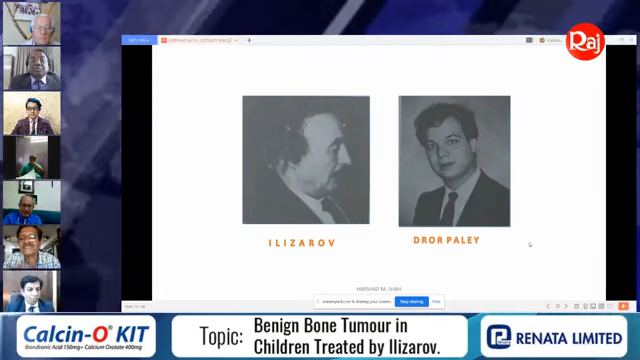 Raj
ILIZAROV
DROR PALEY
HARSHAD M. SHAH
Stop sharing
Hide
Calcin-O KIT
Ibandronic Acid 150mg+ Calcium Orotate 400mg
Topic:
Benign Bone Tumour in
Children Treated by Ilizarov.
RENATA LIMITED